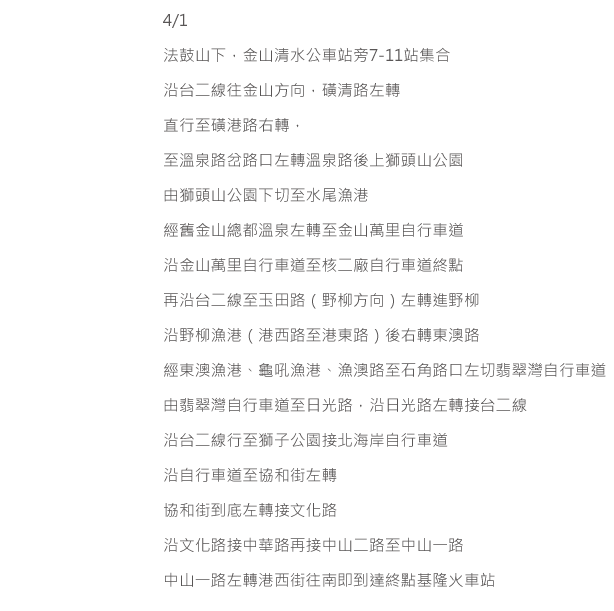 4/1
法鼓山下，金山清水公車站旁7-11站集合
沿台二線往金山方向，磺清路左轉
直行至磺港路右轉，
至溫泉路岔路口左轉溫泉路後上獅頭山公園
由獅頭山公園下切至水尾漁港
經舊金山總都溫泉左轉至金山萬里自行車道
沿金山萬里自行車道至核二廠自行車道終點
再沿台二線至玉田路（野柳方向）左轉進野柳
沿野柳漁港（港西路至港東路）後右轉東澳路
經東澳漁港、龜吼漁港、漁澳路至石角路口左切翡翠灣自行車道
由翡翠灣自行車道至日光路，沿日光路左轉接台二線
沿台二線行至獅子公園接北海岸自行車道
沿自行車道至協和街左轉
協和街到底左轉接文化路
沿文化路接中華路再接中山二路至中山一路
中山一路左轉港西街往南即到達終點基隆火車站